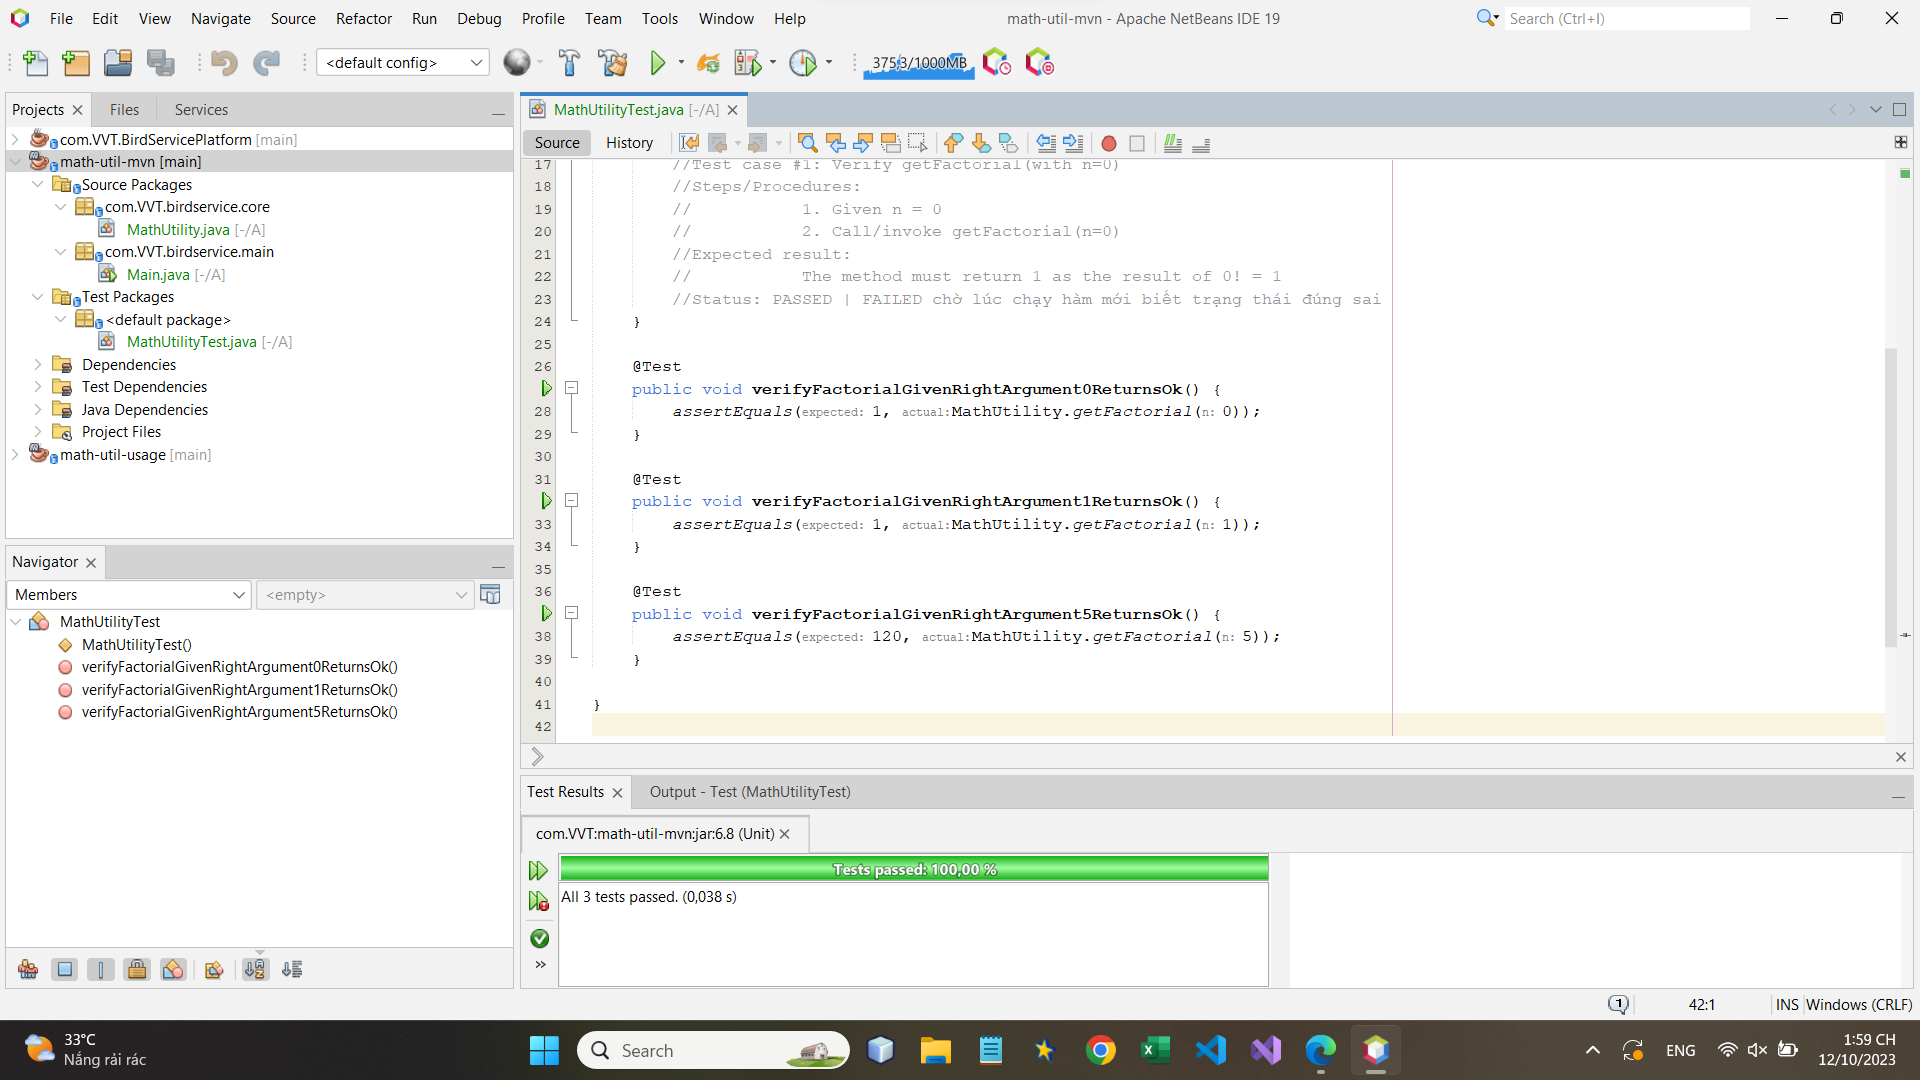 File Edit View Navigate Source Refactor Run Debug Profile Team Tools Window Help
math-util-mvn - Apache NetBeans IDE 19
Search (Ctrl+I)
<default config>
375,3/1000MB
Projects Files Services
com.VVT.BirdServicePlatform [main]
math-util-mvn [main]
Source Packages
com.VVT.birdservice.core
MathUtility.java [-/A]
com.VVT.birdservice.main
Main.java [-/A]
Test Packages
<default package>
MathUtilityTest.java [-/A]
Dependencies
Test Dependencies
Java Dependencies
Project Files
math-util-usage [main]
Navigator
Members
<empty>
MathUtilityTest
MathUtilityTest()
verifyFactorialGivenRightArgument0ReturnsOk()
verifyFactorialGivenRightArgument1ReturnsOk()
verifyFactorialGivenRightArgument5ReturnsOk()
MathUtilityTest.java [-/A]
Source History
17 //Test case #1: Verify getFactorial(with n=0)
18 //Steps/Procedures:
19 // 1. Given n = 0
20 // 2. Call/invoke getFactorial(n=0)
21 //Expected result:
22 // The method must return 1 as the result of 0! = 1
23 //Status: PASSED | FAILED chờ lúc chạy hàm mới biết trạng thái đúng sai
24 }
25
26 @Test
public void verifyFactorialGivenRightArgument0ReturnsOk() {
28 assertEquals(expected: 1, actual:MathUtility.getFactorial(n: 0));
29 }
30
31 @Test
public void verifyFactorialGivenRightArgument1ReturnsOk() {
33 assertEquals(expected: 1, actual:MathUtility.getFactorial(n: 1));
34 }
35
36 @Test
public void verifyFactorialGivenRightArgument5ReturnsOk() {
38 assertEquals(expected: 120, actual:MathUtility.getFactorial(n: 5));
39 }
40
41 }
42
Test Results Output - Test (MathUtilityTest)
com.VVT:math-util-mvn:jar:6.8 (Unit)
Tests passed: 100,00 %
All 3 tests passed. (0,038 s)
1 42:1 INS Windows (CRLF)
33°C
Nắng rải rác
Search
ENG
1:59 CH
12/10/2023